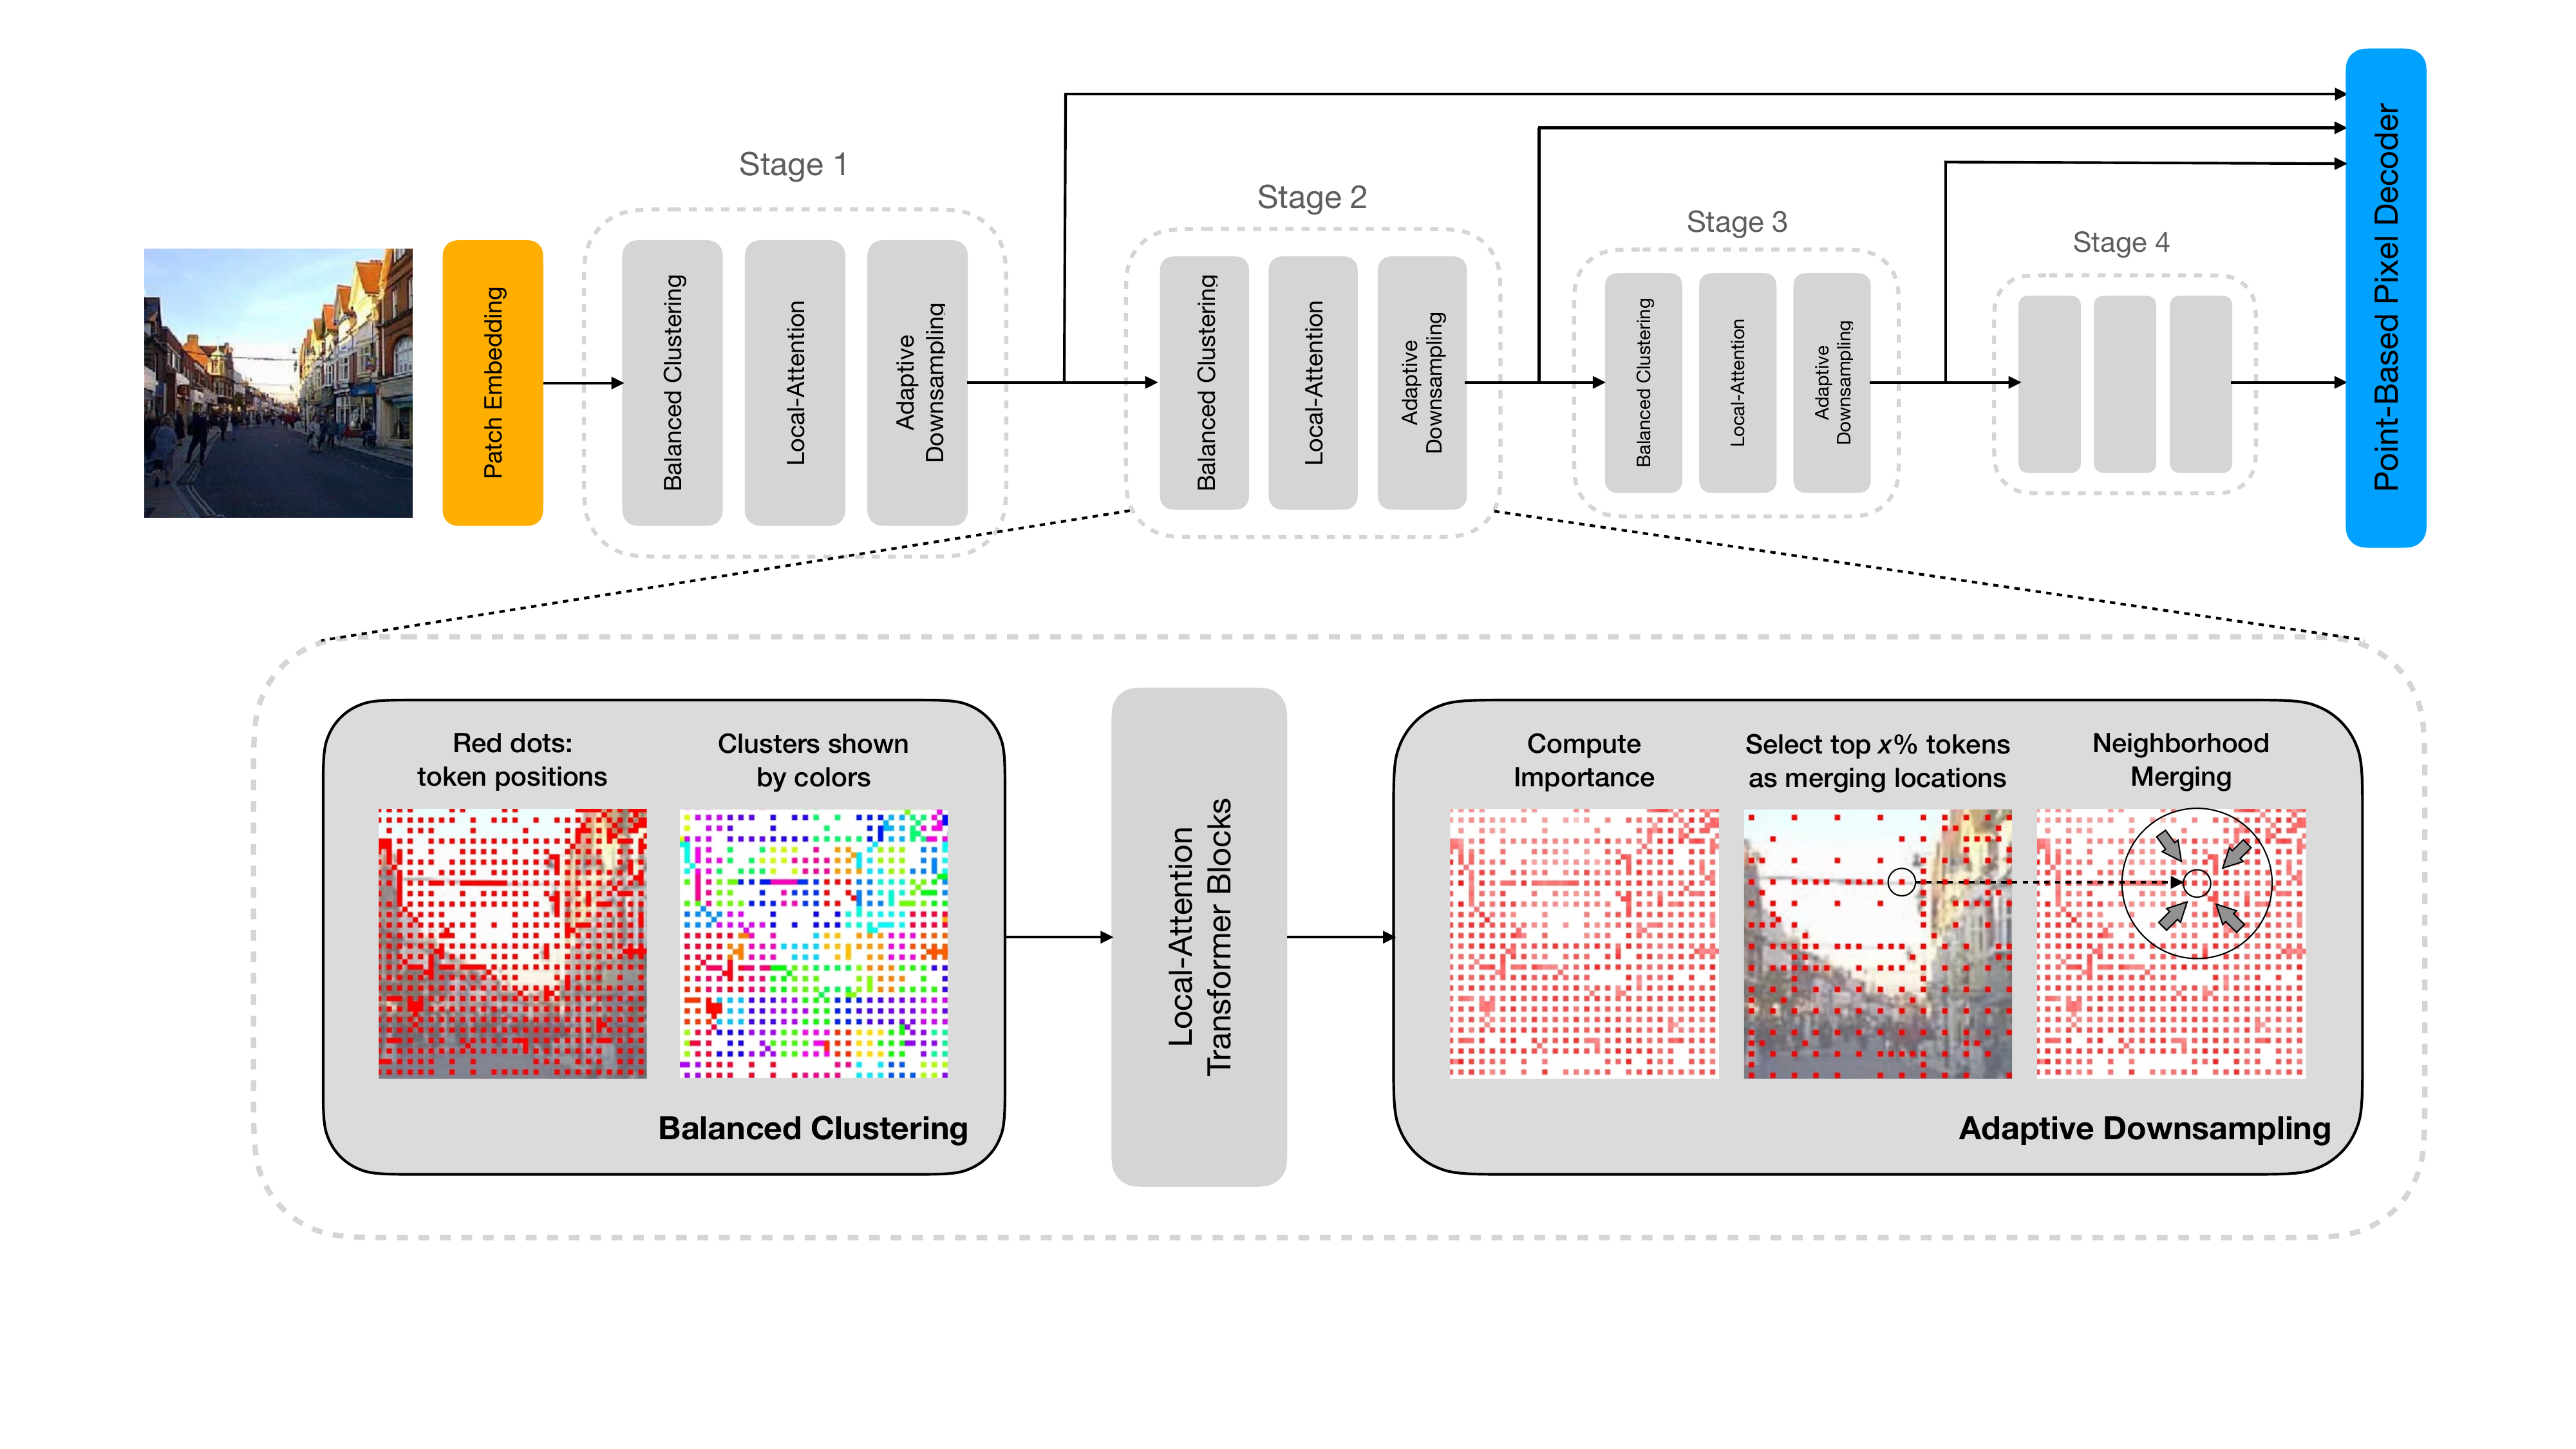 Stage 1
Stage 2
Stage 3
Stage 4
Patch Embedding
Balanced Clustering
Local-Attention
Adaptive
Downsampling
Balanced Clustering
Local-Attention
Adaptive
Downsampling
Balanced Clustering
Local-Attention
Adaptive
Downsampling
Point-Based Pixel Decoder
Red dots:
token positions
Clusters shown
by colors
Balanced Clustering
Local-Attention
Transformer Blocks
Compute
Importance
Select top x% tokens
as merging locations
Neighborhood
Merging
Adaptive Downsampling